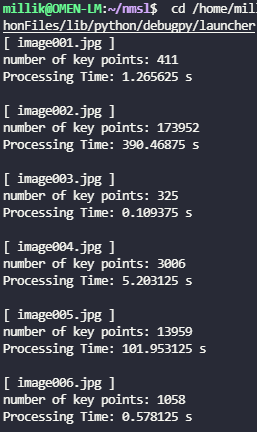 millik@OMEN-LM:~/nmsl$ cd /home/mil
honFiles/lib/python/debugpy/launcher
[ image001.jpg ]
number of key points: 411
Processing Time: 1.265625 s
[ image002.jpg ]
number of key points: 173952
Processing Time: 390.46875 s
[ image003.jpg ]
number of key points: 325
Processing Time: 0.109375 s
[ image004.jpg ]
number of key points: 3006
Processing Time: 5.203125 s
[ image005.jpg ]
number of key points: 13959
Processing Time: 101.953125 s
[ image006.jpg ]
number of key points: 1058
Processing Time: 0.578125 s